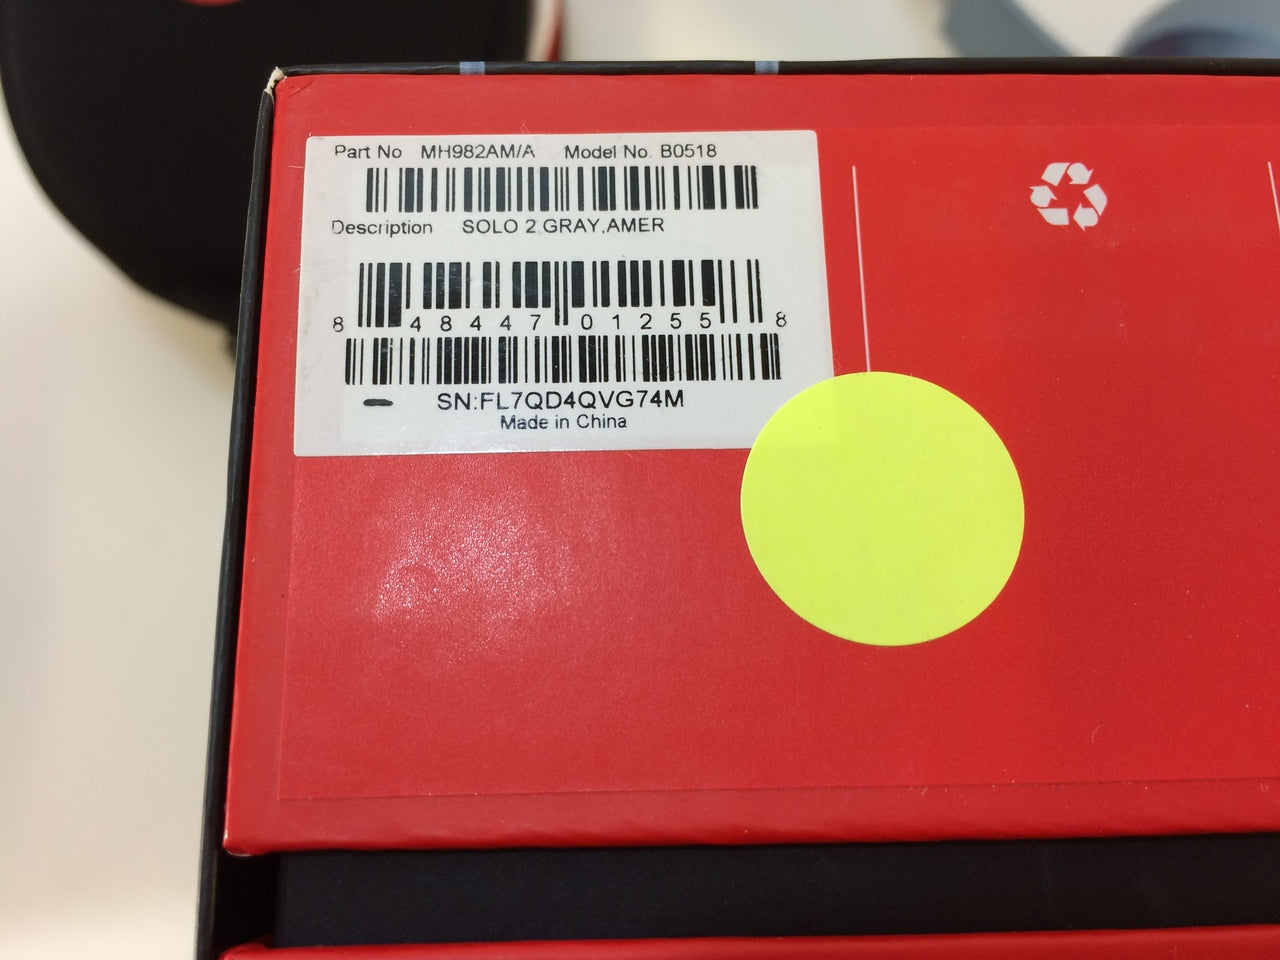 Part No MH982AM/A Model No. B0518
Description SOLO 2 GRAY,AMER
8 48447 01255 8
SN:FL7QD4QVG74M
Made in China